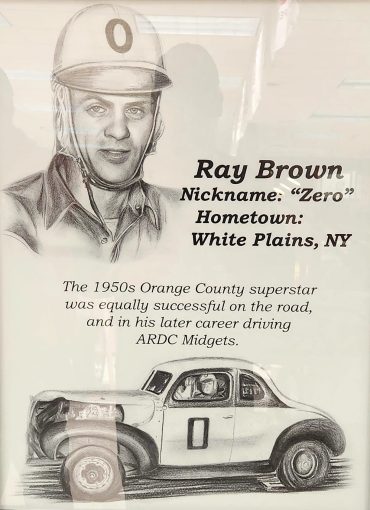 0
Ray Brown
Nickname: “Zero”
Hometown:
White Plains, NY
The 1950s Orange County superstar
was equally successful on the road,
and in his later career driving
ARDC Midgets.
0